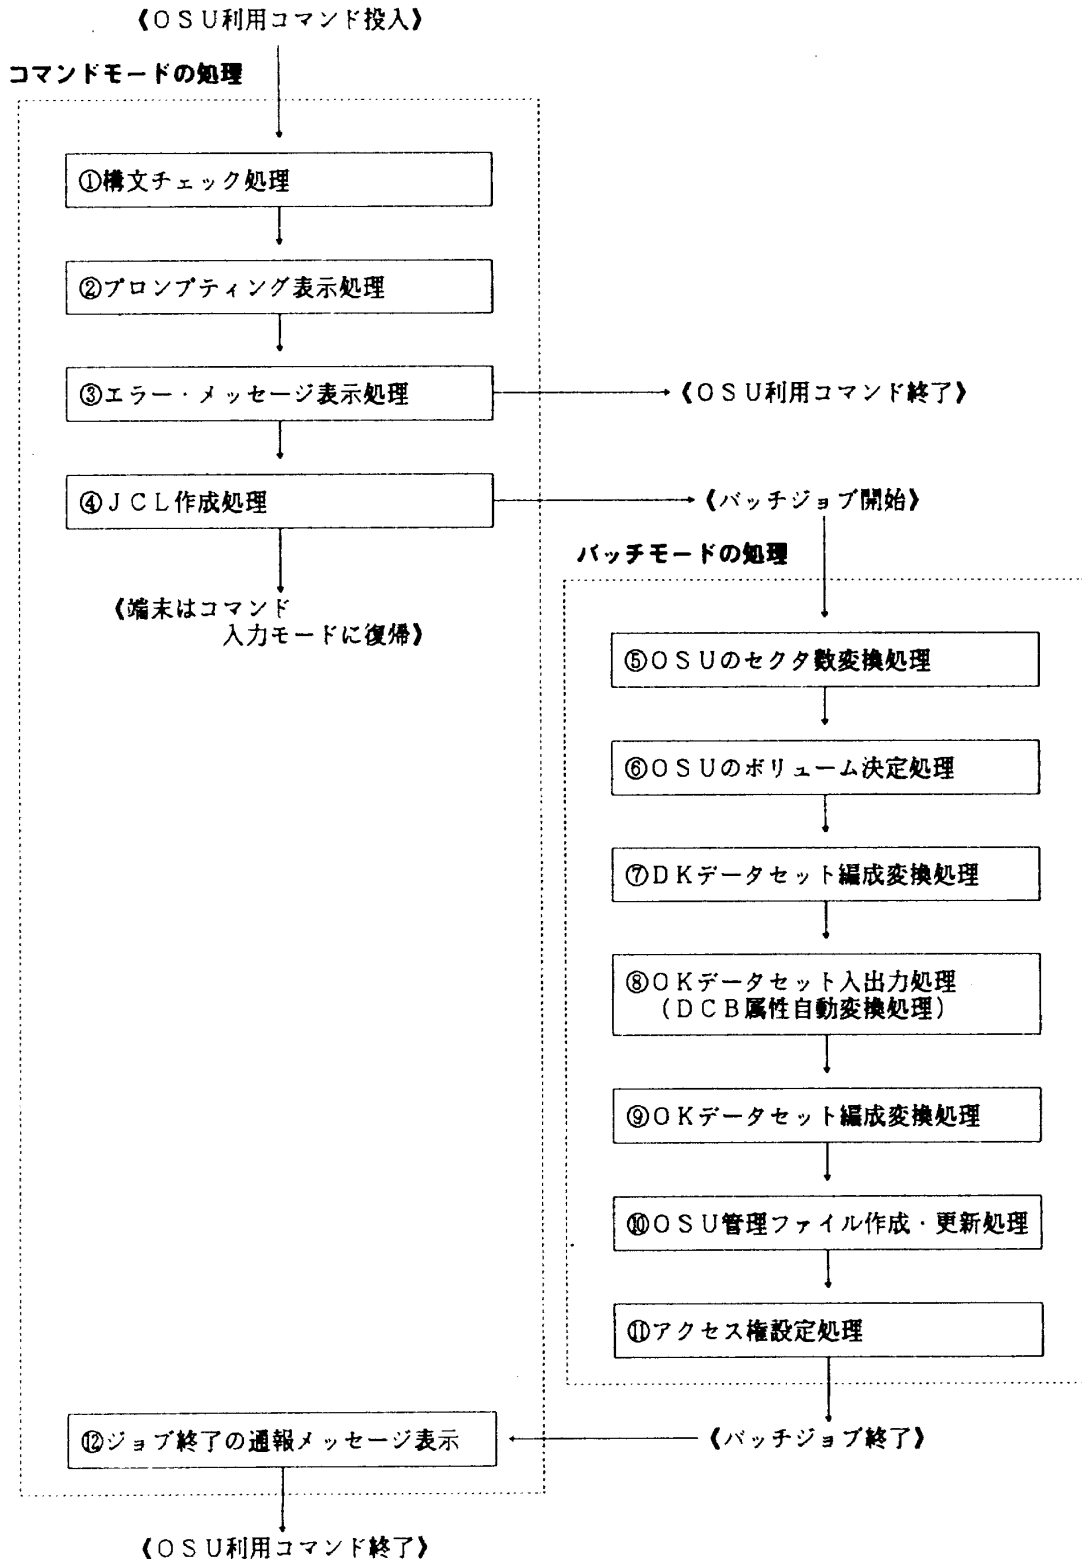 《ＯＳＵ利用コマンド投入》
コマンドモードの処理
①構文チェック処理
②プロンプティング表示処理
③エラー・メッセージ表示処理
《ＯＳＵ利用コマンド終了》
④ＪＣＬ作成処理
《バッチジョブ開始》
《端末はコマンド
入力モードに復帰》
バッチモードの処理
⑤ＯＳＵのセクタ数変換処理
⑥ＯＳＵのボリューム決定処理
⑦ＤＫデータセット編成変換処理
⑧ＯＫデータセット入出力処理
（ＤＣＢ属性自動変換処理）
⑨ＯＫデータセット編成変換処理
⑩ＯＳＵ管理ファイル作成・更新処理
⑪アクセス権設定処理
《バッチジョブ終了》
⑫ジョブ終了の通報メッセージ表示
《ＯＳＵ利用コマンド終了》